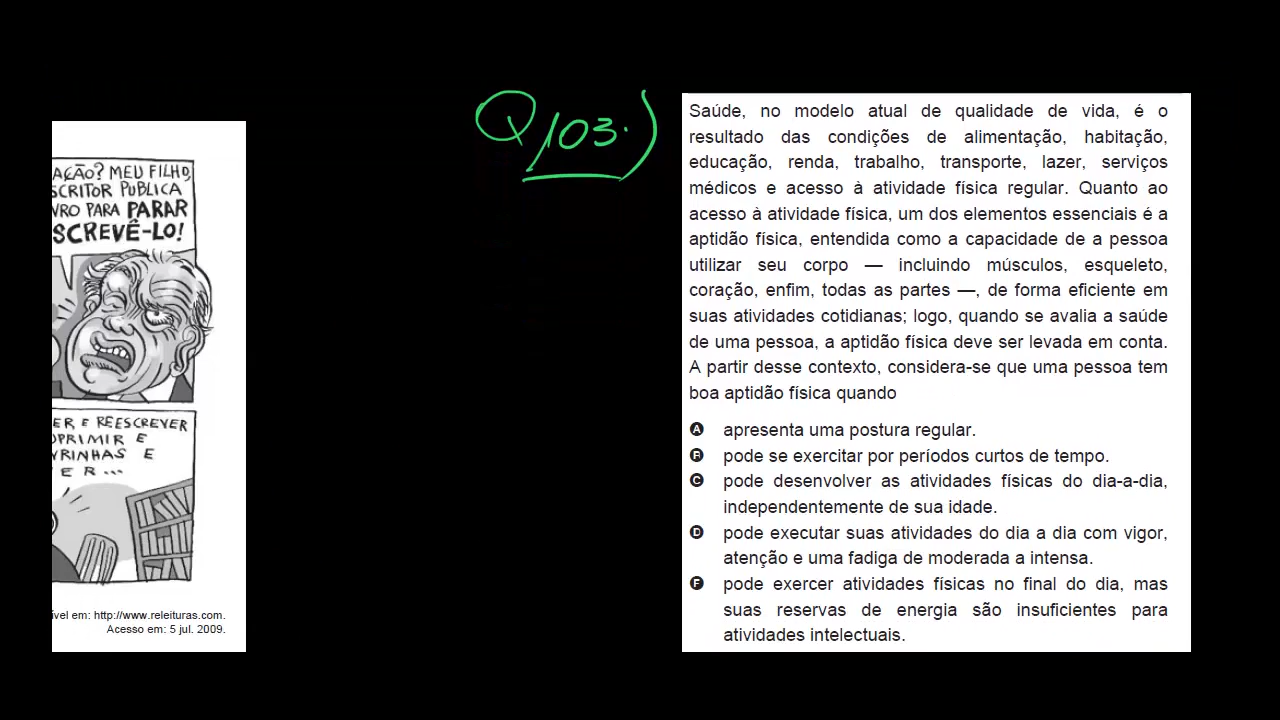 AÇÃO? MEU FILHO,
SCRITOR PUBLICA
VRO PARA PARAR
SCREVÊ-LO!
ER E REESCREVER
PRIMIR E
RINHAS E
E R ...
ível em: http://www.releituras.com.
Acesso em: 5 jul. 2009.
Q103.)
Saúde, no modelo atual de qualidade de vida, é o
resultado das condições de alimentação, habitação,
educação, renda, trabalho, transporte, lazer, serviços
médicos e acesso à atividade física regular. Quanto ao
acesso à atividade física, um dos elementos essenciais é a
aptidão física, entendida como a capacidade de a pessoa
utilizar seu corpo — incluindo músculos, esqueleto,
coração, enfim, todas as partes —, de forma eficiente em
suas atividades cotidianas; logo, quando se avalia a saúde
de uma pessoa, a aptidão física deve ser levada em conta.
A partir desse contexto, considera-se que uma pessoa tem
boa aptidão física quando
A apresenta uma postura regular.
B pode se exercitar por períodos curtos de tempo.
C pode desenvolver as atividades físicas do dia-a-dia,
independentemente de sua idade.
D pode executar suas atividades do dia a dia com vigor,
atenção e uma fadiga de moderada a intensa.
E pode exercer atividades físicas no final do dia, mas
suas reservas de energia são insuficientes para
atividades intelectuais.